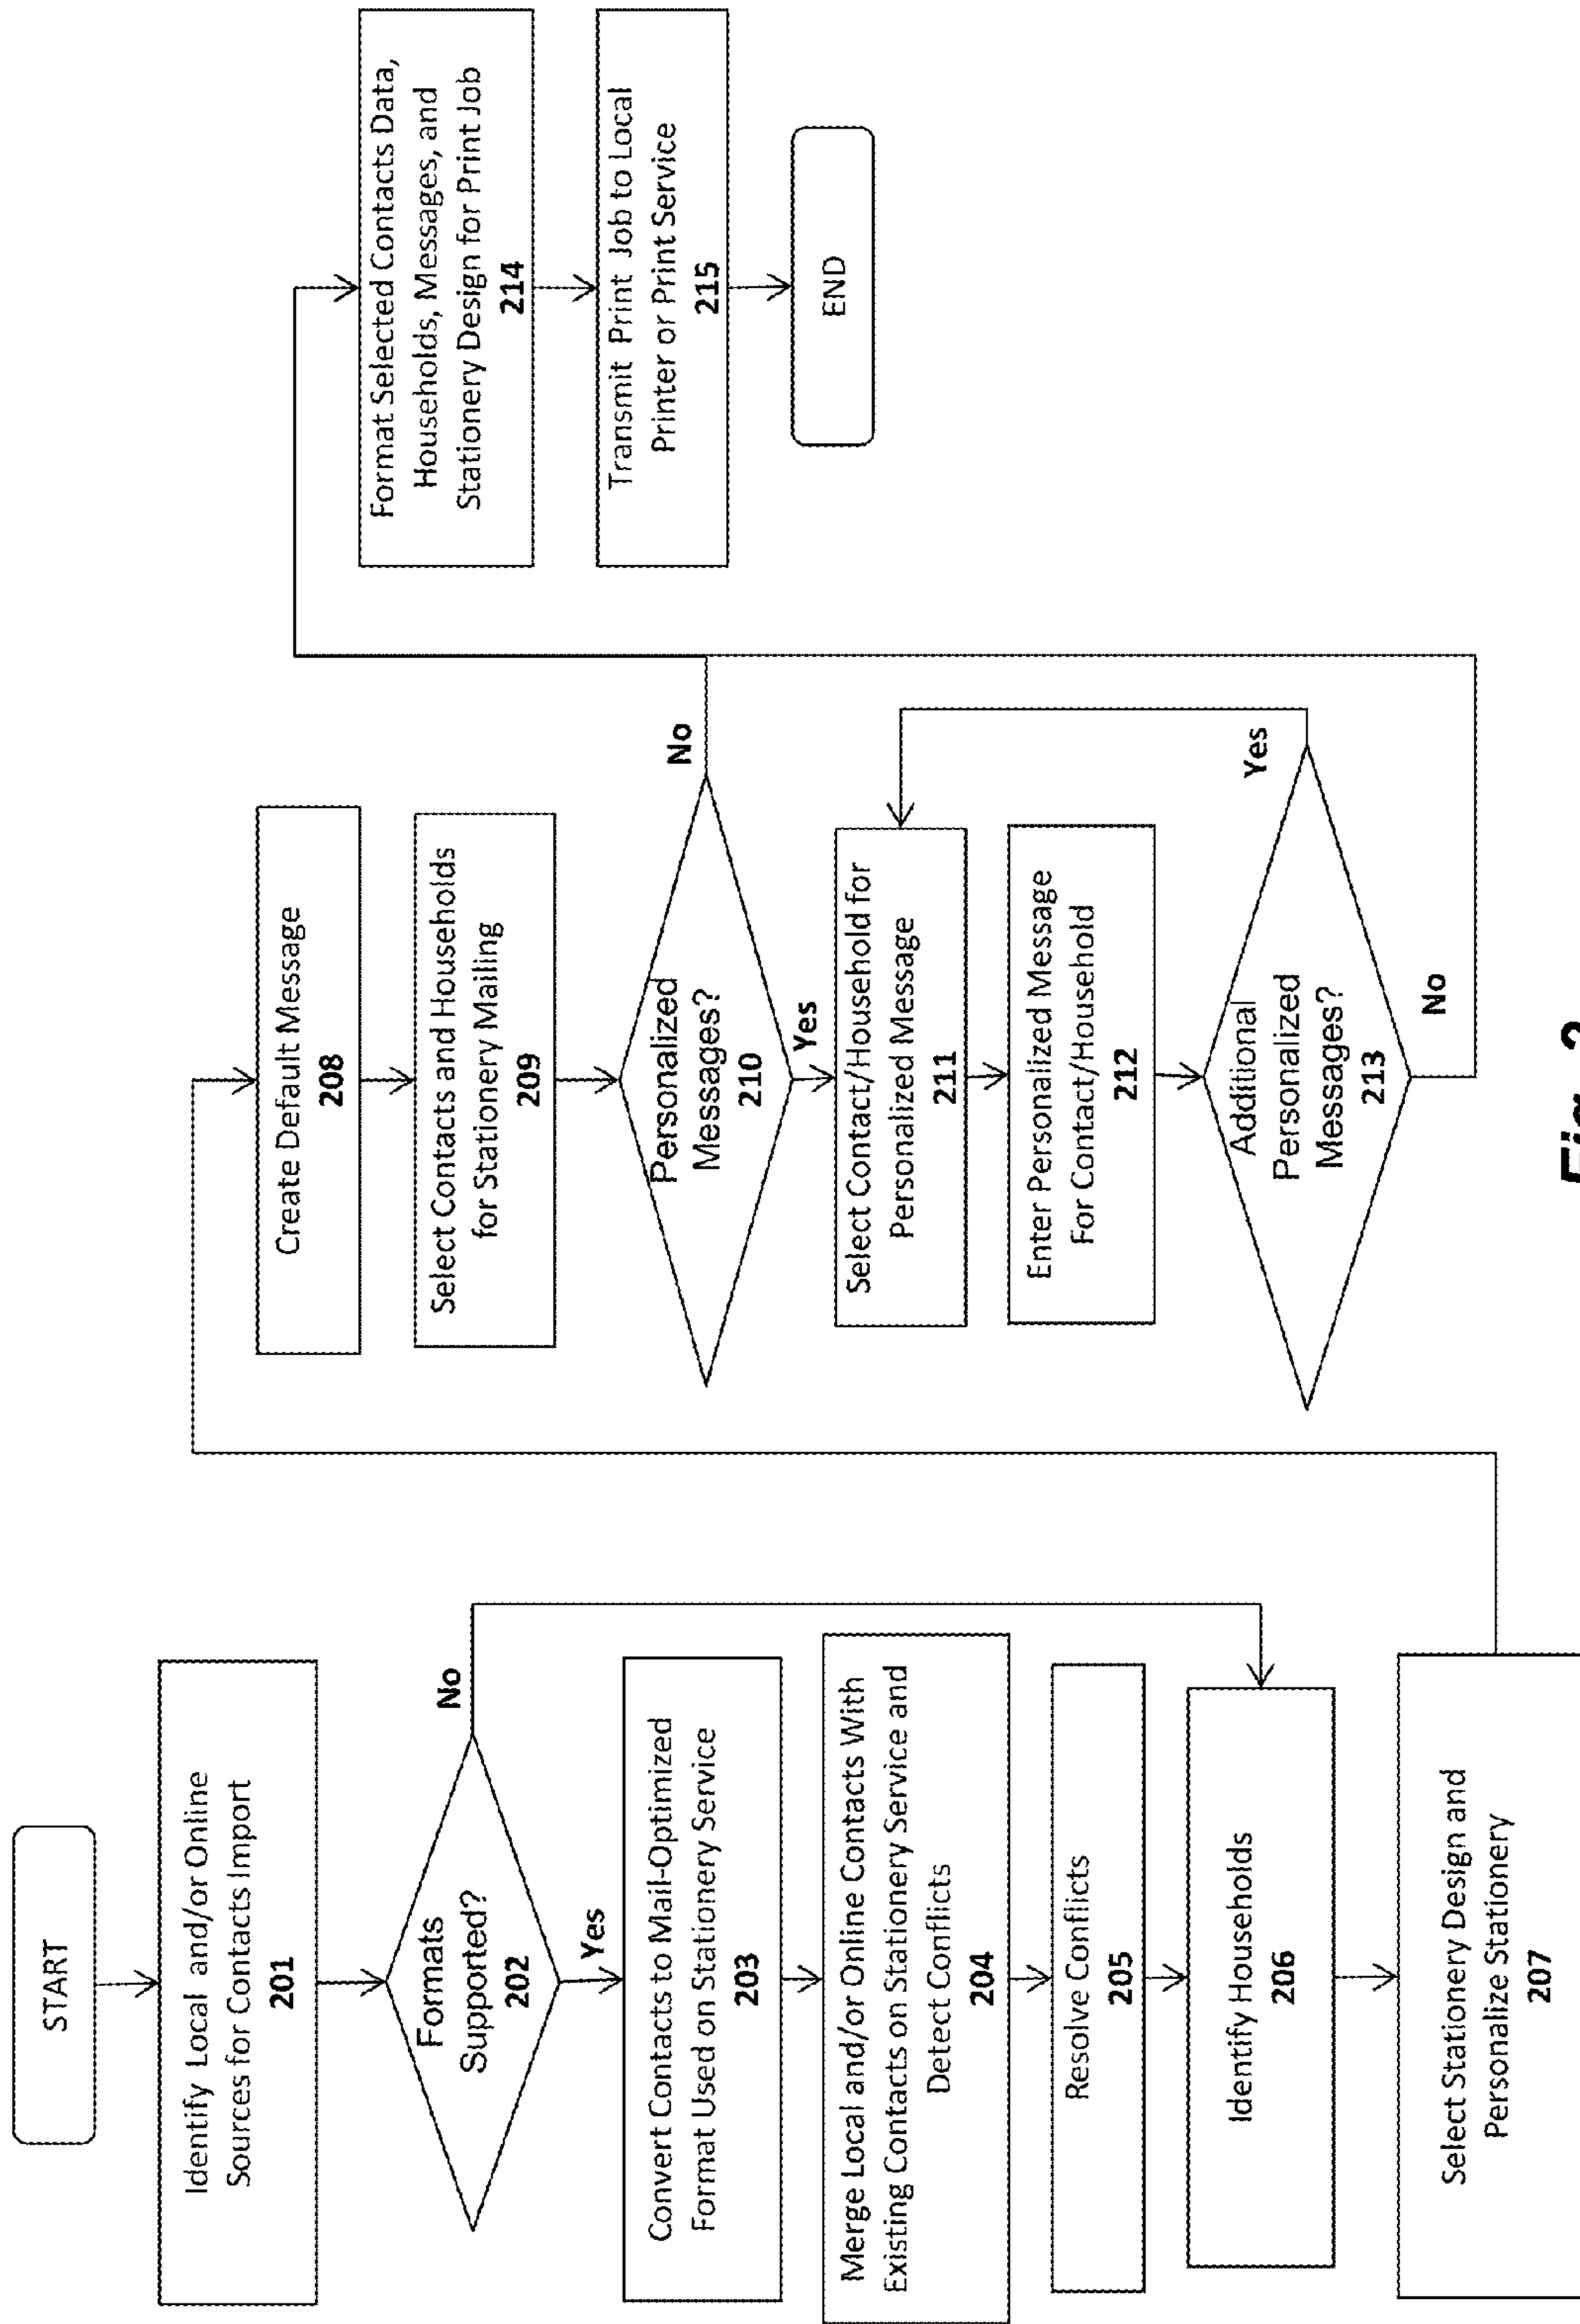 START
Identify Local and/or Online
Sources for Contacts Import
201
Formats
Supported?
202
No
Yes
Convert Contacts to Mail-Optimized
Format Used on Stationery Service
203
Merge Local and/or Online Contacts With
Existing Contacts on Stationery Service and
Detect Conflicts
204
Resolve Conflicts
205
Identify Households
206
Select Stationery Design and
Personalize Stationery
207
Create Default Message
208
Select Contacts and Households
for Stationery Mailing
209
Personalized
Messages?
210
No
Yes
Select Contact/Household for
Personalized Message
211
Enter Personalized Message
For Contact/Household
212
Additional
Personalized
Messages?
213
Yes
No
Format Selected Contacts Data,
Households, Messages, and
Stationery Design for Print Job
214
Transmit Print Job to Local
Printer or Print Service
215
END